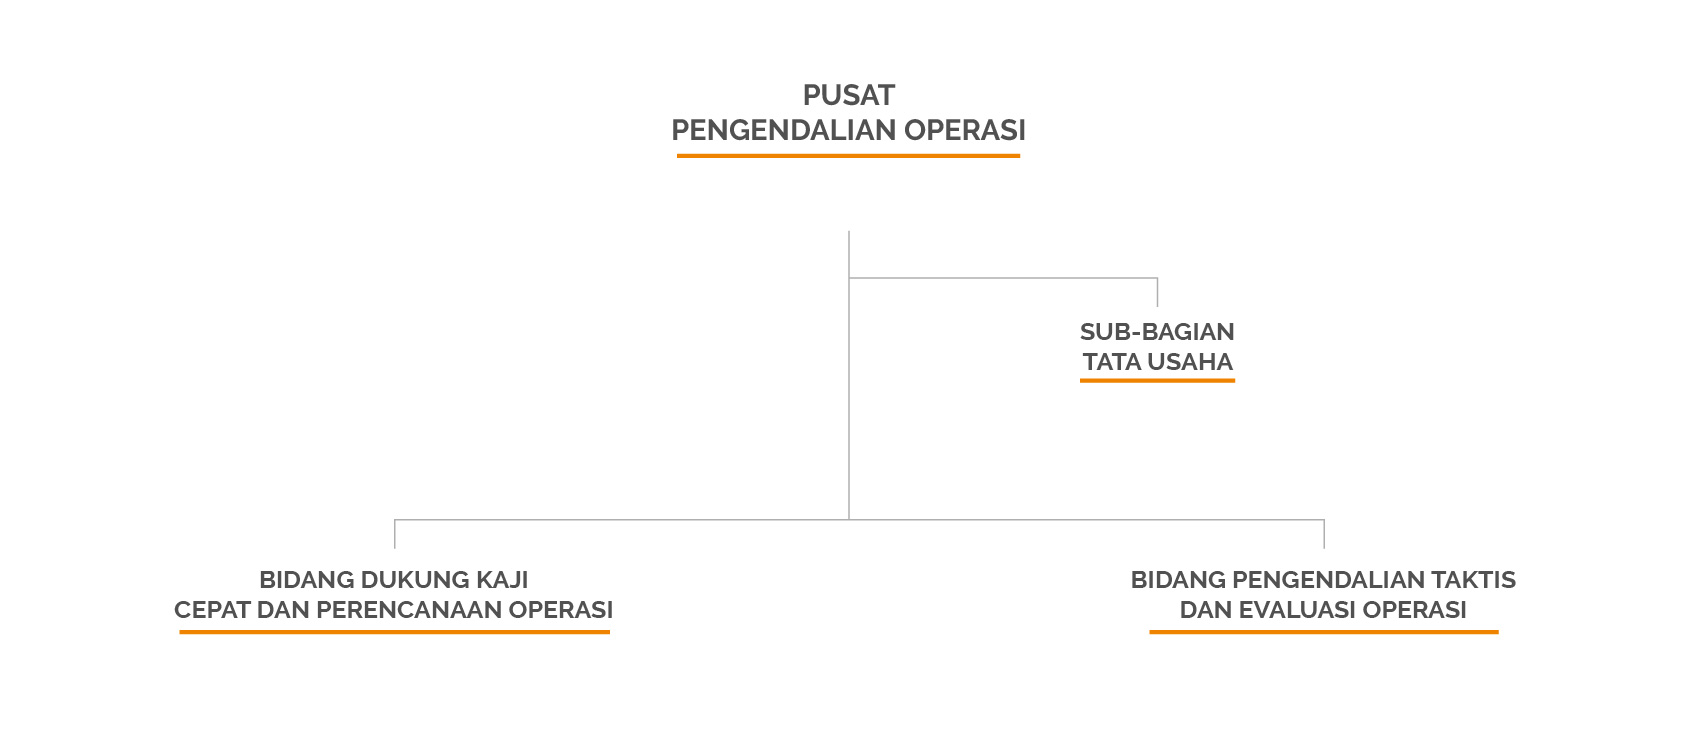 PUSAT
PENGENDALIAN OPERASI
SUB-BAGIAN
TATA USAHA
BIDANG DUKUNG KAJI
CEPAT DAN PERENCANAAN OPERASI
BIDANG PENGENDALIAN TAKTIS
DAN EVALUASI OPERASI